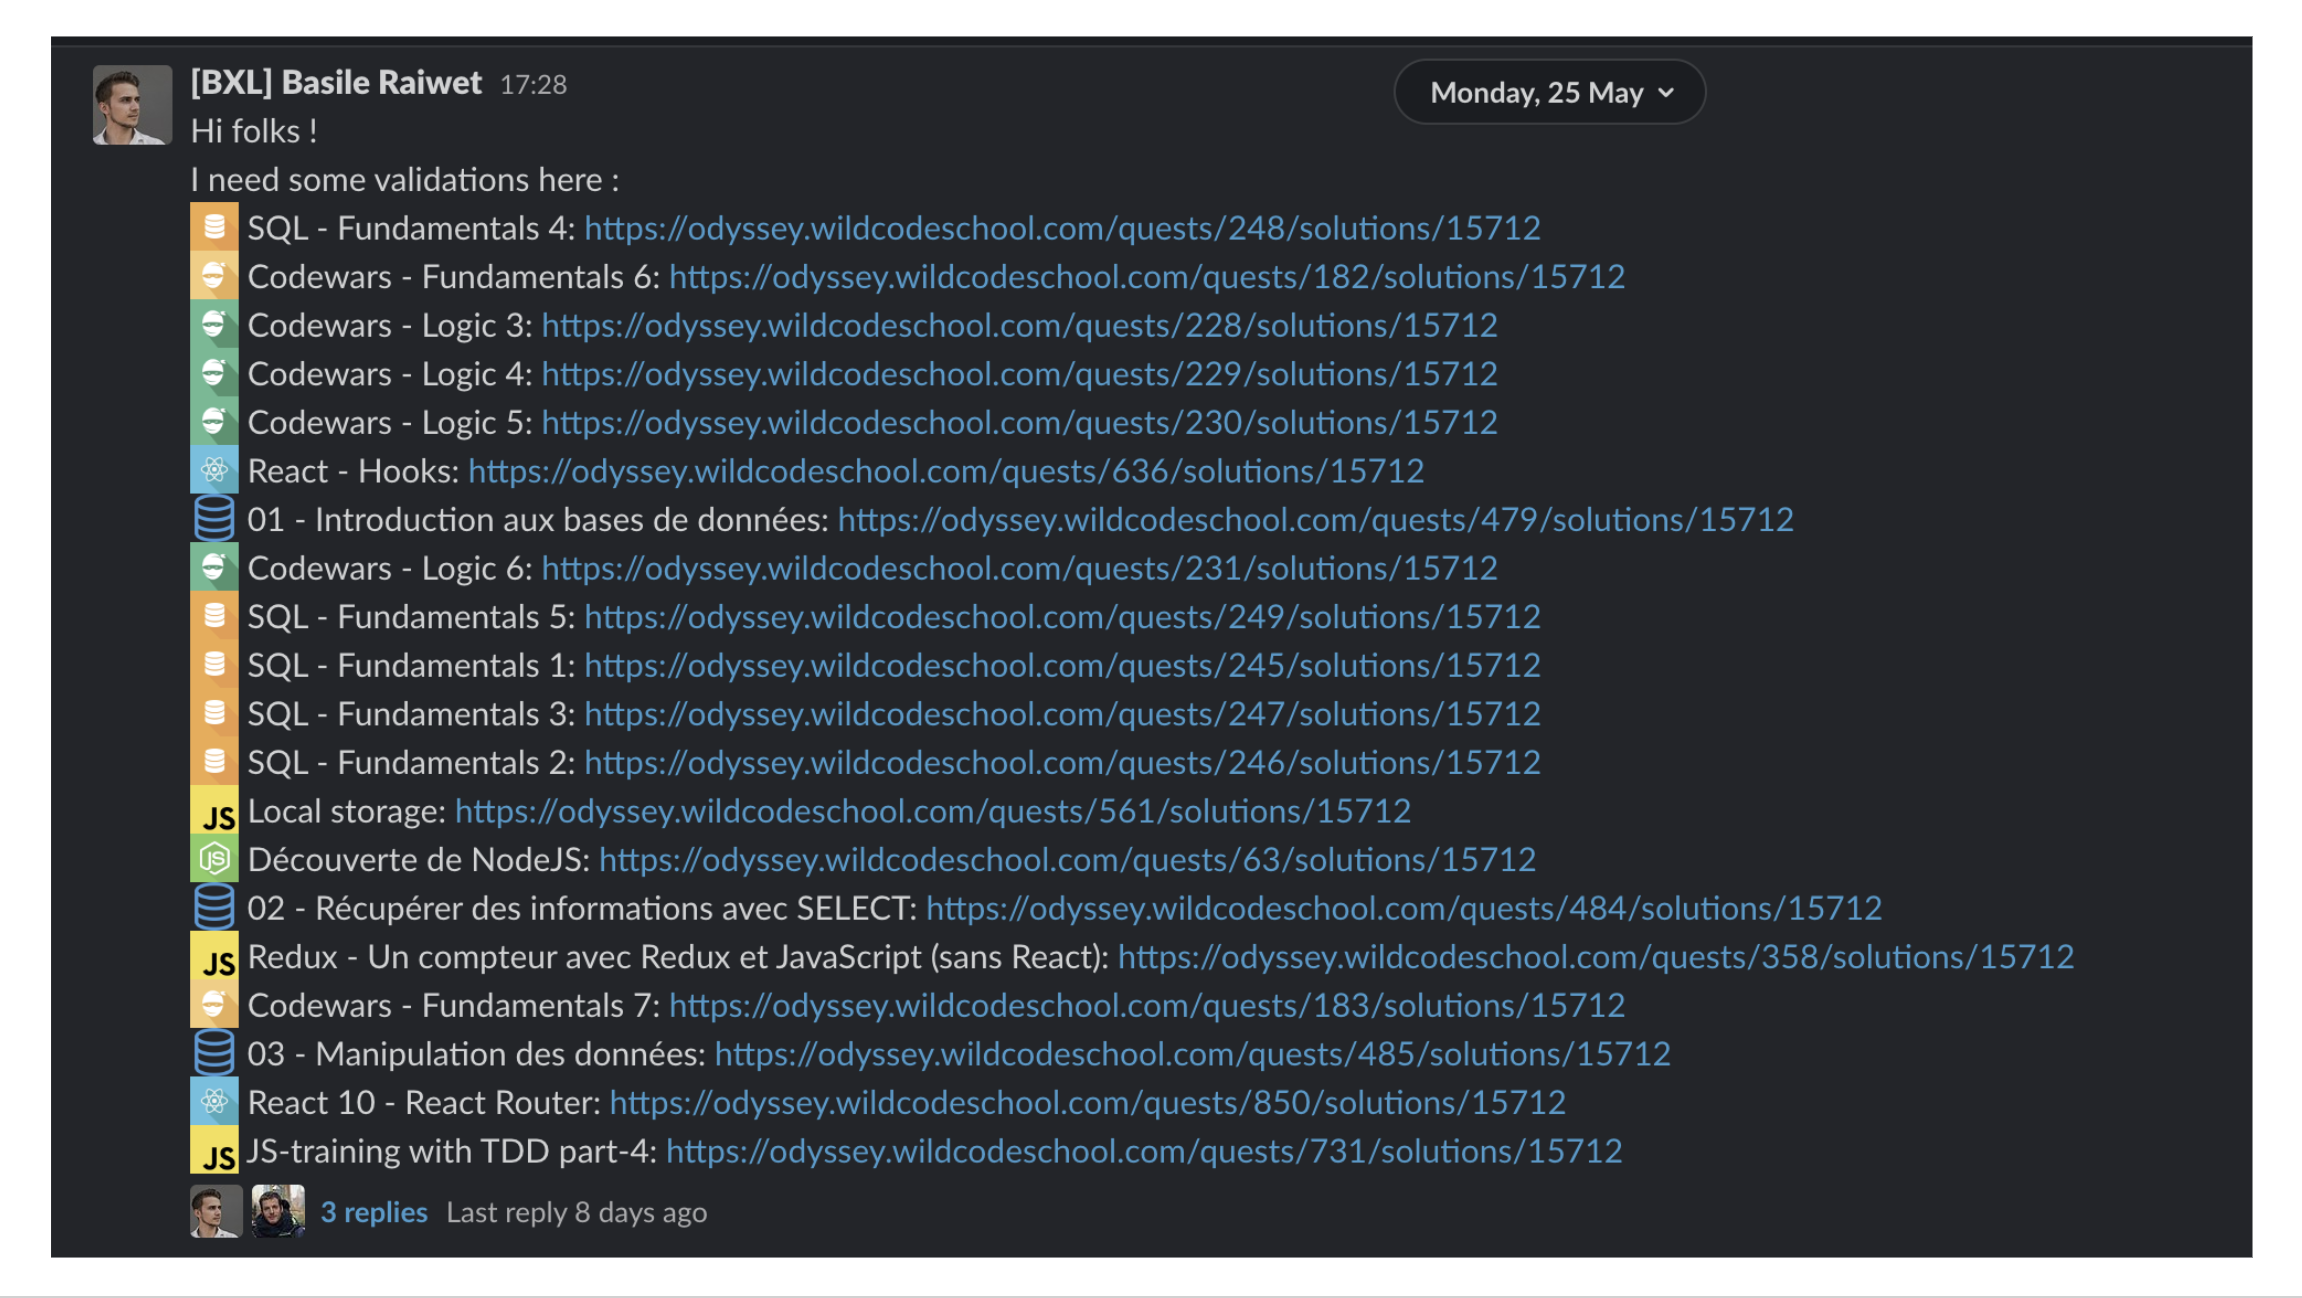 [BXL] Basile Raiwet 17:28
Monday, 25 May
Hi folks !
I need some validations here :
SQL - Fundamentals 4: https://odyssey.wildcodeschool.com/quests/248/solutions/15712
Codewars - Fundamentals 6: https://odyssey.wildcodeschool.com/quests/182/solutions/15712
Codewars - Logic 3: https://odyssey.wildcodeschool.com/quests/228/solutions/15712
Codewars - Logic 4: https://odyssey.wildcodeschool.com/quests/229/solutions/15712
Codewars - Logic 5: https://odyssey.wildcodeschool.com/quests/230/solutions/15712
React - Hooks: https://odyssey.wildcodeschool.com/quests/636/solutions/15712
01 - Introduction aux bases de données: https://odyssey.wildcodeschool.com/quests/479/solutions/15712
Codewars - Logic 6: https://odyssey.wildcodeschool.com/quests/231/solutions/15712
SQL - Fundamentals 5: https://odyssey.wildcodeschool.com/quests/249/solutions/15712
SQL - Fundamentals 1: https://odyssey.wildcodeschool.com/quests/245/solutions/15712
SQL - Fundamentals 3: https://odyssey.wildcodeschool.com/quests/247/solutions/15712
SQL - Fundamentals 2: https://odyssey.wildcodeschool.com/quests/246/solutions/15712
JS Local storage: https://odyssey.wildcodeschool.com/quests/561/solutions/15712
JS Découverte de NodeJS: https://odyssey.wildcodeschool.com/quests/63/solutions/15712
02 - Récupérer des informations avec SELECT: https://odyssey.wildcodeschool.com/quests/484/solutions/15712
JS Redux - Un compteur avec Redux et JavaScript (sans React): https://odyssey.wildcodeschool.com/quests/358/solutions/15712
Codewars - Fundamentals 7: https://odyssey.wildcodeschool.com/quests/183/solutions/15712
03 - Manipulation des données: https://odyssey.wildcodeschool.com/quests/485/solutions/15712
React 10 - React Router: https://odyssey.wildcodeschool.com/quests/850/solutions/15712
JS JS-training with TDD part-4: https://odyssey.wildcodeschool.com/quests/731/solutions/15712
3 replies Last reply 8 days ago